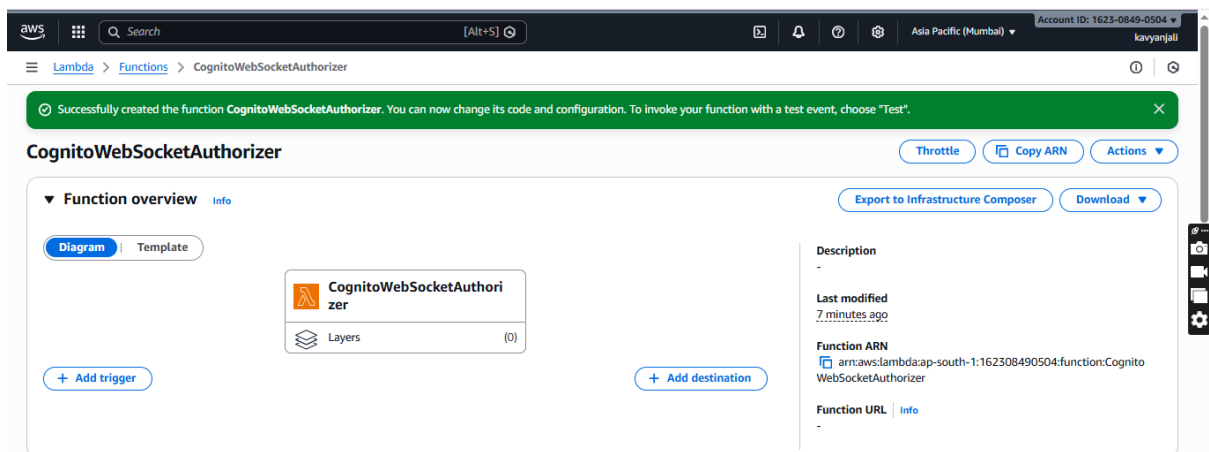 aws
Search [Alt+S]
Asia Pacific (Mumbai)
Account ID: 1623-0849-0504
kavyanjali
Lambda > Functions > CognitoWebSocketAuthorizer
Successfully created the function CognitoWebSocketAuthorizer. You can now change its code and configuration. To invoke your function with a test event, choose "Test".
CognitoWebSocketAuthorizer
Throttle
Copy ARN
Actions
Function overview Info
Export to Infrastructure Composer
Download
Diagram | Template
CognitoWebSocketAuthori
zer
Layers (0)
+ Add trigger
+ Add destination
Description
-
Last modified
7 minutes ago
Function ARN
arn:aws:lambda:ap-south-1:162308490504:function:Cognito
WebSocketAuthorizer
Function URL Info
-